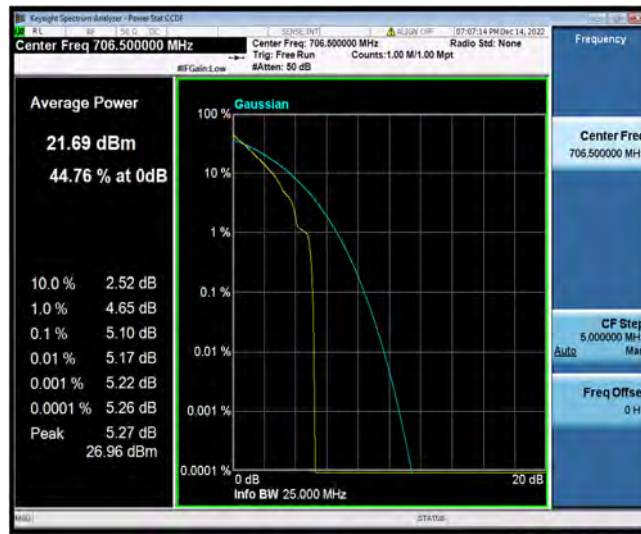 Keysight Spectrum Analyzer - Power Stat CCDF
RL RF 50 Ω DC SENSE:INT ALIGN OFF 07:07:14 PM Dec 14, 2022
Center Freq 706.500000 MHz
Center Freq: 706.500000 MHz Radio Std: None
Trig: Free Run Counts:1.00 M/1.00 Mpt
#IFGain:Low #Atten: 50 dB
Frequency
Average Power
21.69 dBm
44.76 % at 0dB
10.0 % 2.52 dB
1.0 % 4.65 dB
0.1 % 5.10 dB
0.01 % 5.17 dB
0.001 % 5.22 dB
0.0001 % 5.26 dB
Peak 5.27 dB
26.96 dBm
Gaussian
100 %
10 %
1 %
0.1 %
0.01 %
0.001 %
0.0001 %
0 dB 20 dB
Info BW 25.000 MHz
Center Fre
706.500000 MH
CF Step
5.000000 MH
Auto Ma
Freq Offse
0 H
MSG STATUS